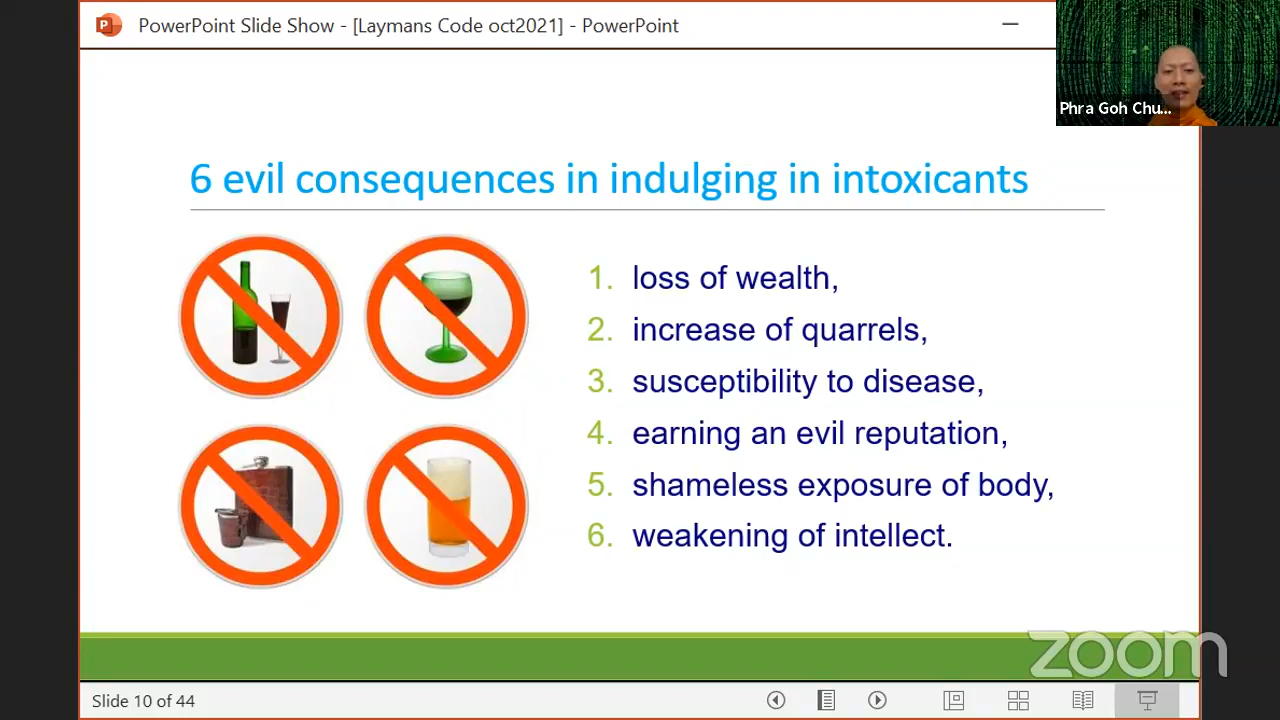 PowerPoint Slide Show - [Laymans Code oct2021] - PowerPoint
Phra Goh Chu...
6 evil consequences in indulging in intoxicants
1. loss of wealth,
2. increase of quarrels,
3. susceptibility to disease,
4. earning an evil reputation,
5. shameless exposure of body,
6. weakening of intellect.
zoom
Slide 10 of 44